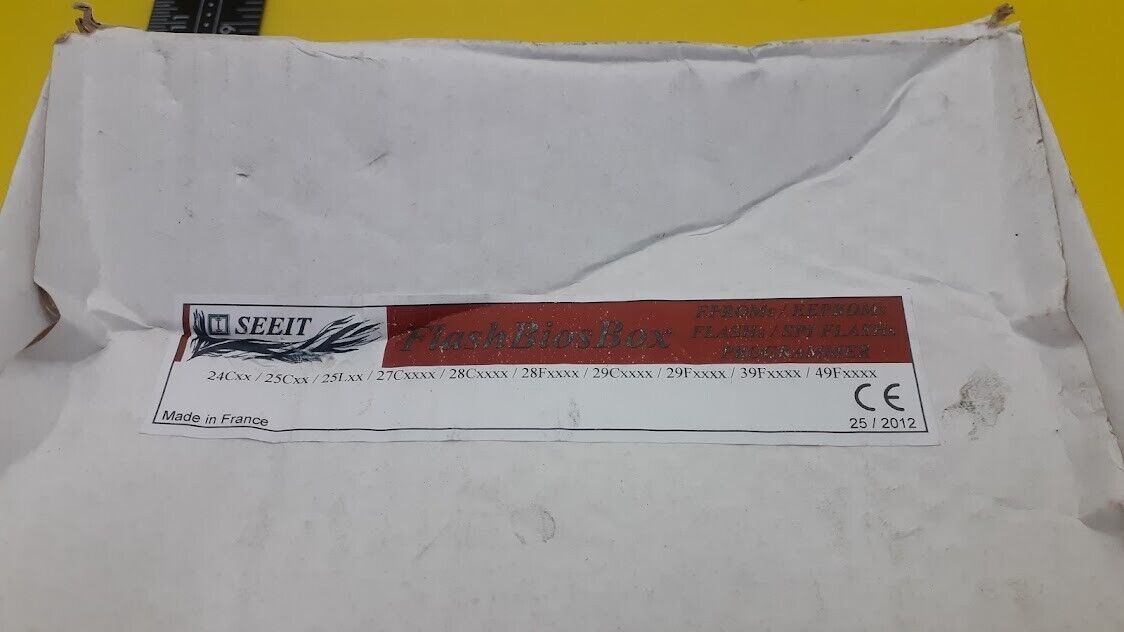 SEEIT
FlashBiosBox
EPROMs / EEPROMs
FLASHs / SPI FLASHs
PROGRAMMER
24Cxx / 25Cxx / 25Lxx / 27Cxxxx / 28Cxxxx / 28Fxxxx / 29Cxxxx / 29Fxxxx / 39Fxxxx / 49Fxxxx
CE
Made in France
25 / 2012